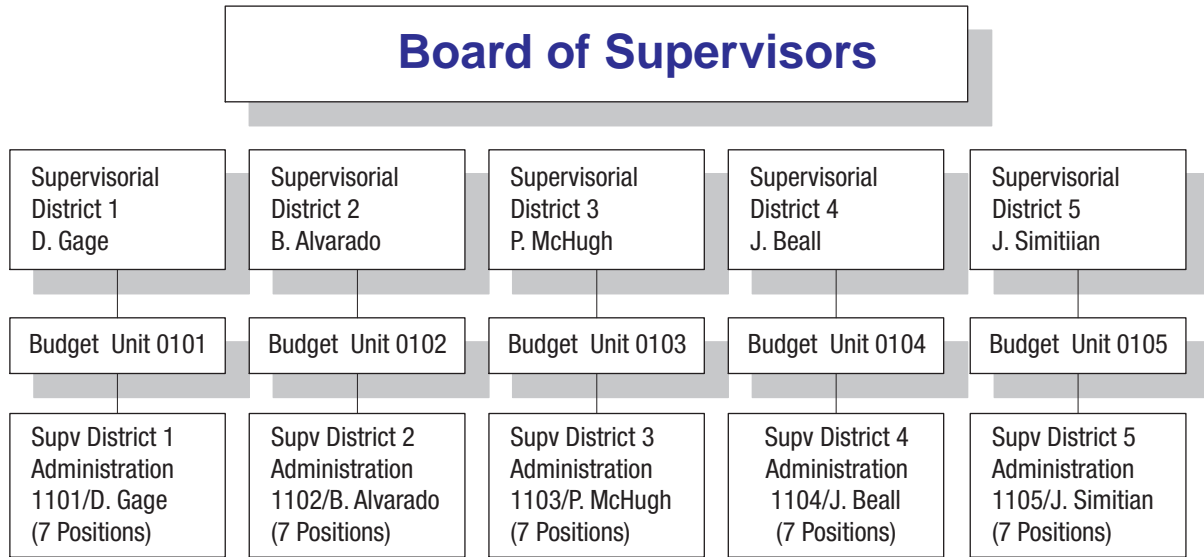 Board of Supervisors
Supervisorial
District 1
D. Gage
Supervisorial
District 2
B. Alvarado
Supervisorial
District 3
P. McHugh
Supervisorial
District 4
J. Beall
Supervisorial
District 5
J. Simitiian
Budget Unit 0101
Budget Unit 0102
Budget Unit 0103
Budget Unit 0104
Budget Unit 0105
Supv District 1
Administration
1101/D. Gage
(7 Positions)
Supv District 2
Administration
1102/B. Alvarado
(7 Positions)
Supv District 3
Administration
1103/P. McHugh
(7 Positions)
Supv District 4
Administration
1104/J. Beall
(7 Positions)
Supv District 5
Administration
1105/J. Simitian
(7 Positions)